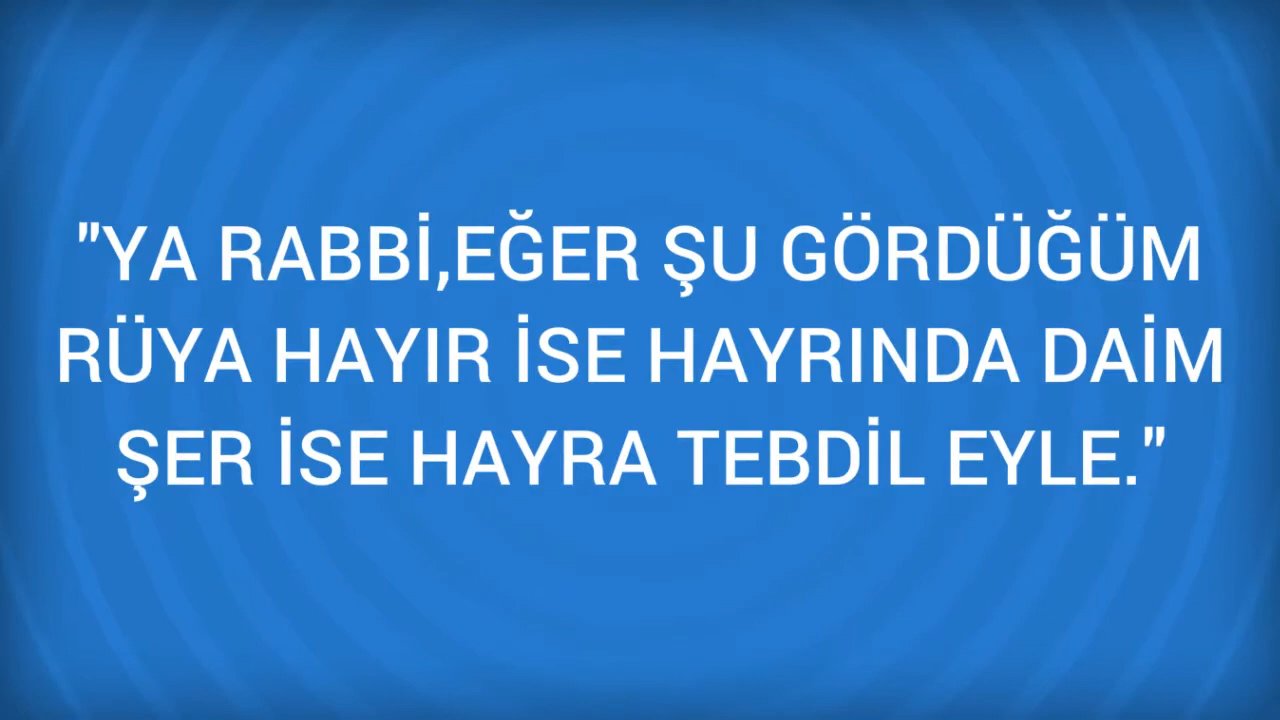 "YA RABBİ,EĞER ŞU GÖRDÜĞÜM
RÜYA HAYIR İSE HAYRINDA DAİM
ŞER İSE HAYRA TEBDİL EYLE."